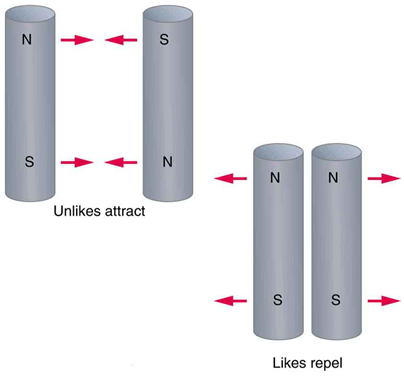 N S
S N
Unlikes attract
N N
S S
Likes repel